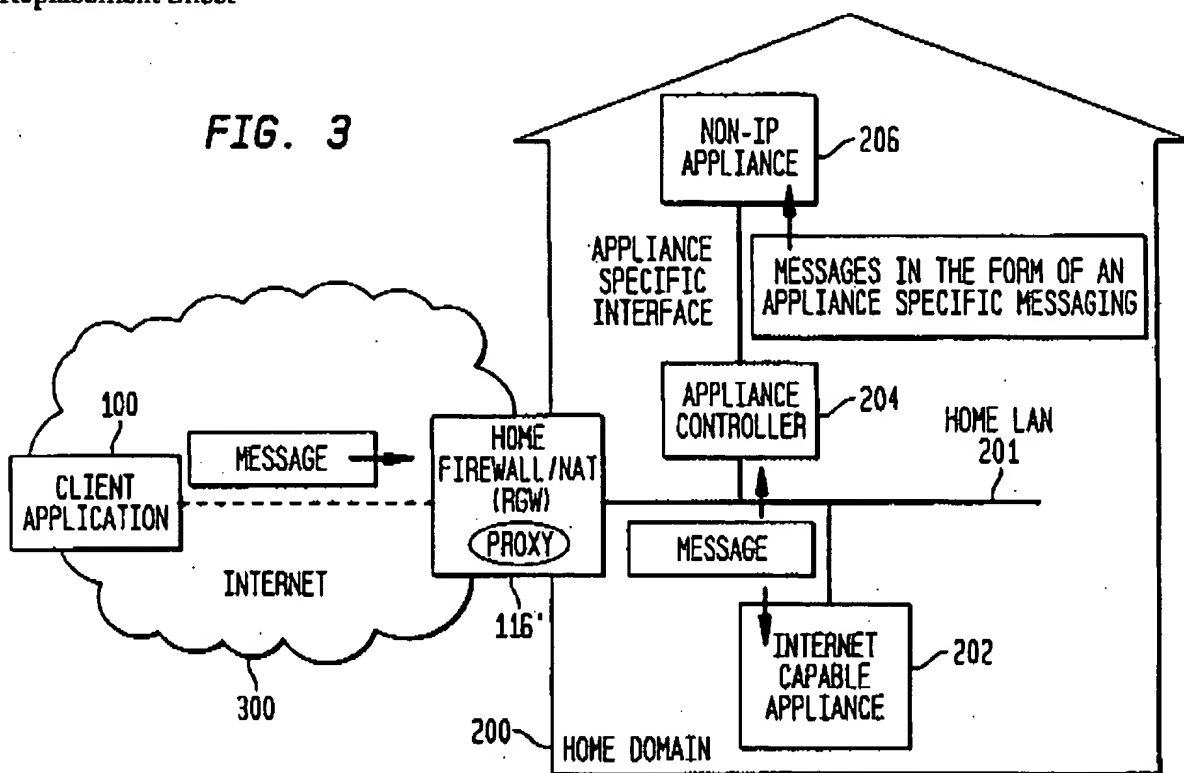 FIG. 3
NON-IP
APPLIANCE
206
APPLIANCE
SPECIFIC
INTERFACE
MESSAGES IN THE FORM OF AN
APPLIANCE SPECIFIC MESSAGING
APPLIANCE
CONTROLLER
204
HOME LAN
201
100
CLIENT
APPLICATION
MESSAGE
HOME
FIREWALL/NAT
(RGW)
PROXY
116'
INTERNET
300
MESSAGE
INTERNET
CAPABLE
APPLIANCE
202
200
HOME DOMAIN